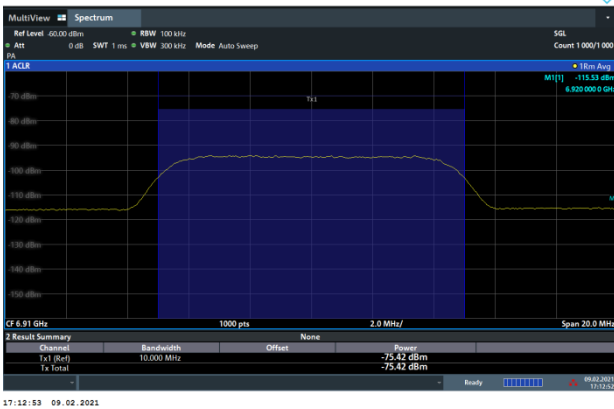 MultiView Spectrum
Ref Level -60.00 dBm RBW 100 kHz SGL
Att 0 dB SWT 1 ms VBW 300 kHz Mode Auto Sweep Count 1000/1000
PA
1 ACLR 1Rm Avg
M1[1] -115.53 dBm
6.920 000 0 GHz
-70 dBm
Tx1
-80 dBm
-90 dBm
-100 dBm
-110 dBm
M
-120 dBm
-130 dBm
-140 dBm
-150 dBm
CF 6.91 GHz 1000 pts 2.0 MHz/ Span 20.0 MHz
2 Result Summary None
Channel Bandwidth Offset Power
Tx1 (Ref) 10.000 MHz -75.42 dBm
Tx Total -75.42 dBm
Ready 09.02.2021
17:12:52
17:12:53 09.02.2021